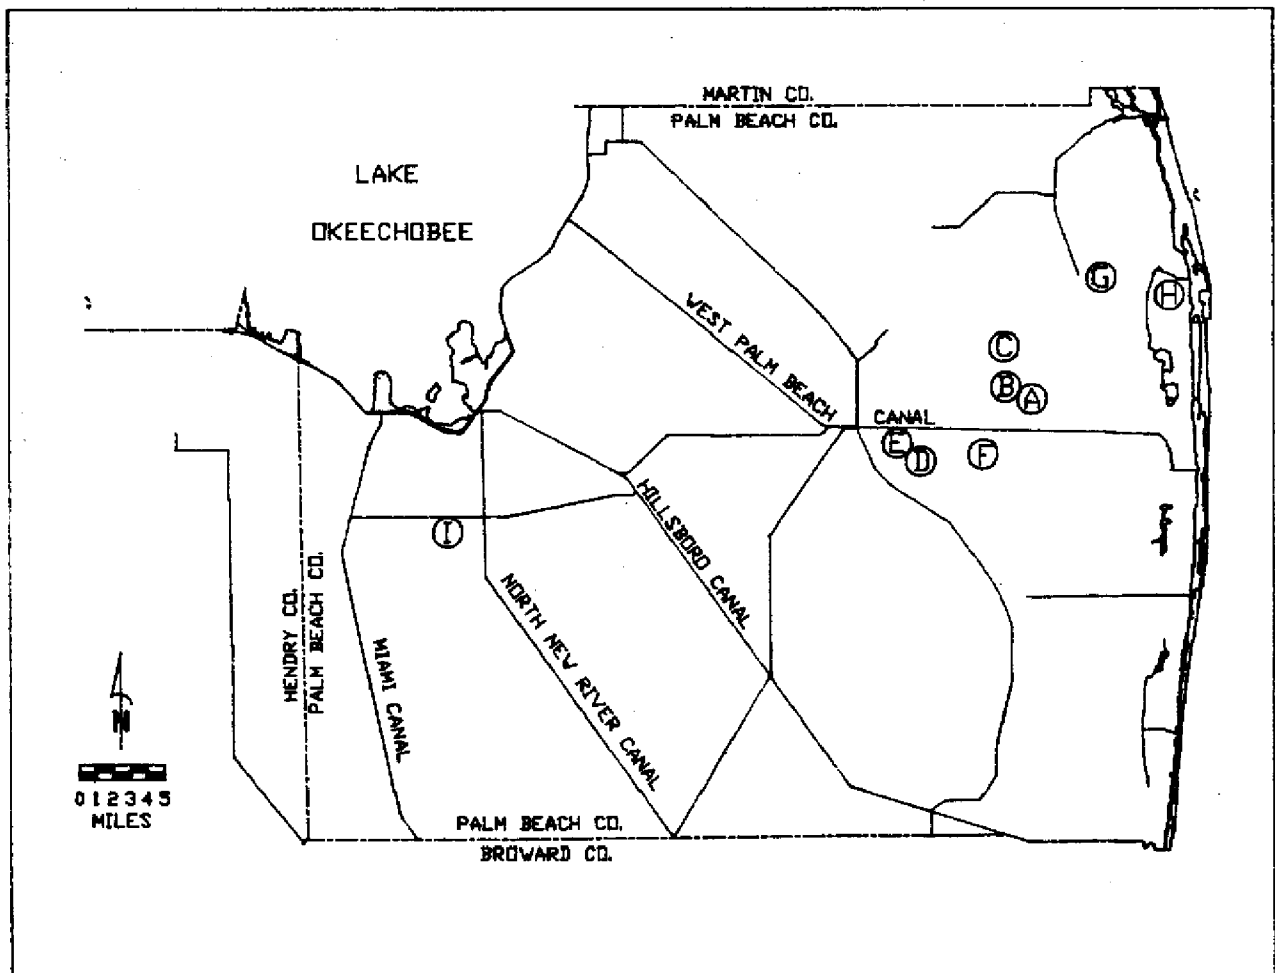 MARTIN CO.
PALM BEACH CO.
LAKE
OKEECHOBEE
G
H
WEST PALM BEACH
CANAL
C
B
A
E
D
F
I
HILLSBORO CANAL
NORTH NEW RIVER CANAL
MIAMI CANAL
HENDRY CO.
PALM BEACH CO.
N
0 1 2 3 4 5
MILES
PALM BEACH CO.
BROWARD CO.